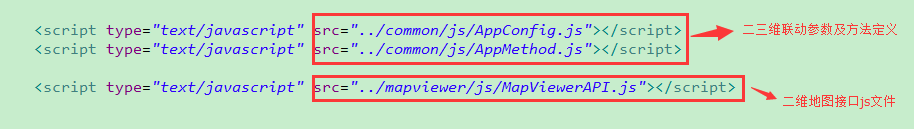 <script type="text/javascript" src="../common/js/AppConfig.js"></script>
二三维联动参数及方法定义
<script type="text/javascript" src="../common/js/AppMethod.js"></script>
<script type="text/javascript" src="../mapviewer/js/MapViewerAPI.js"></script>
二维地图接口js文件